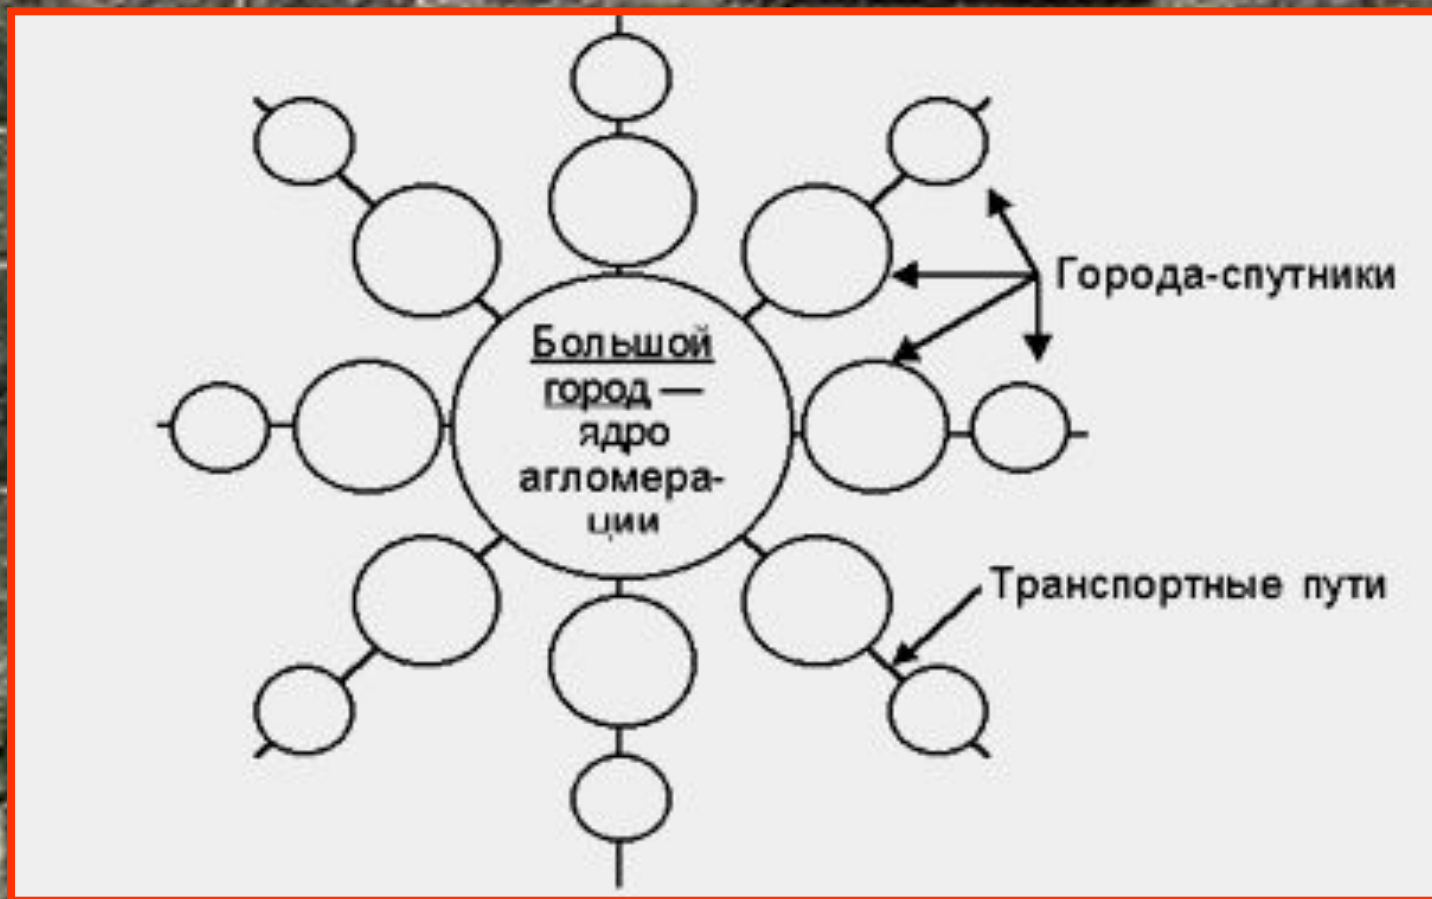 Большой
город —
ядро
агломера-
ции
Города-спутники
Транспортные пути